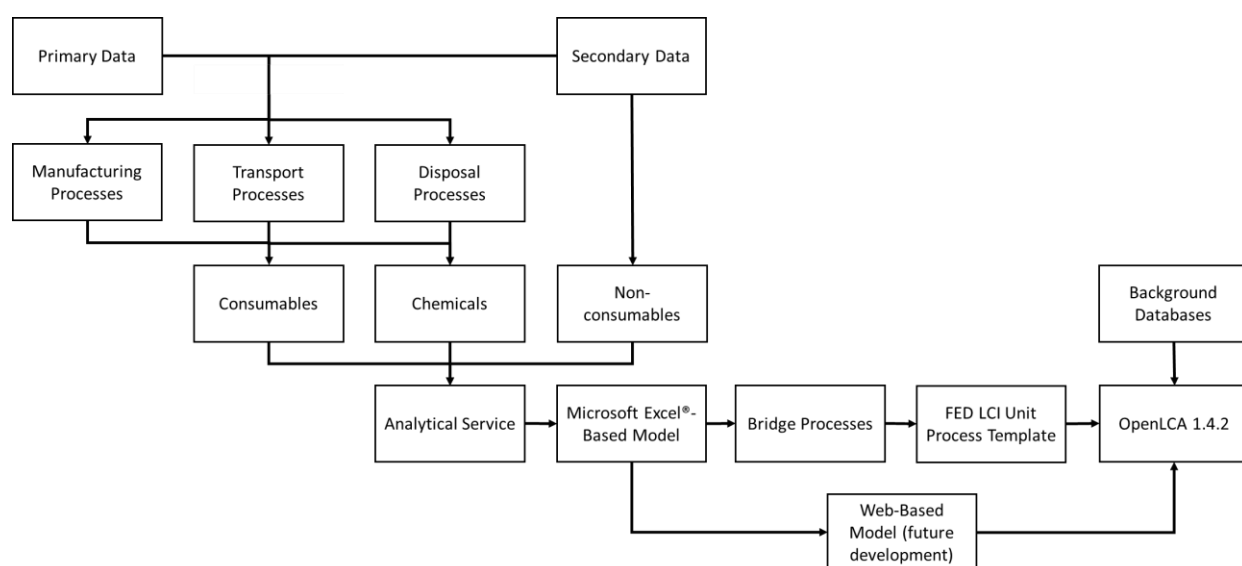 Primary Data
Secondary Data
Manufacturing
Processes
Transport
Processes
Disposal
Processes
Consumables
Chemicals
Non-
consumables
Background
Databases
Analytical Service
Microsoft Excel®-
Based Model
Bridge Processes
FED LCI Unit
Process Template
OpenLCA 1.4.2
Web-Based
Model (future
development)